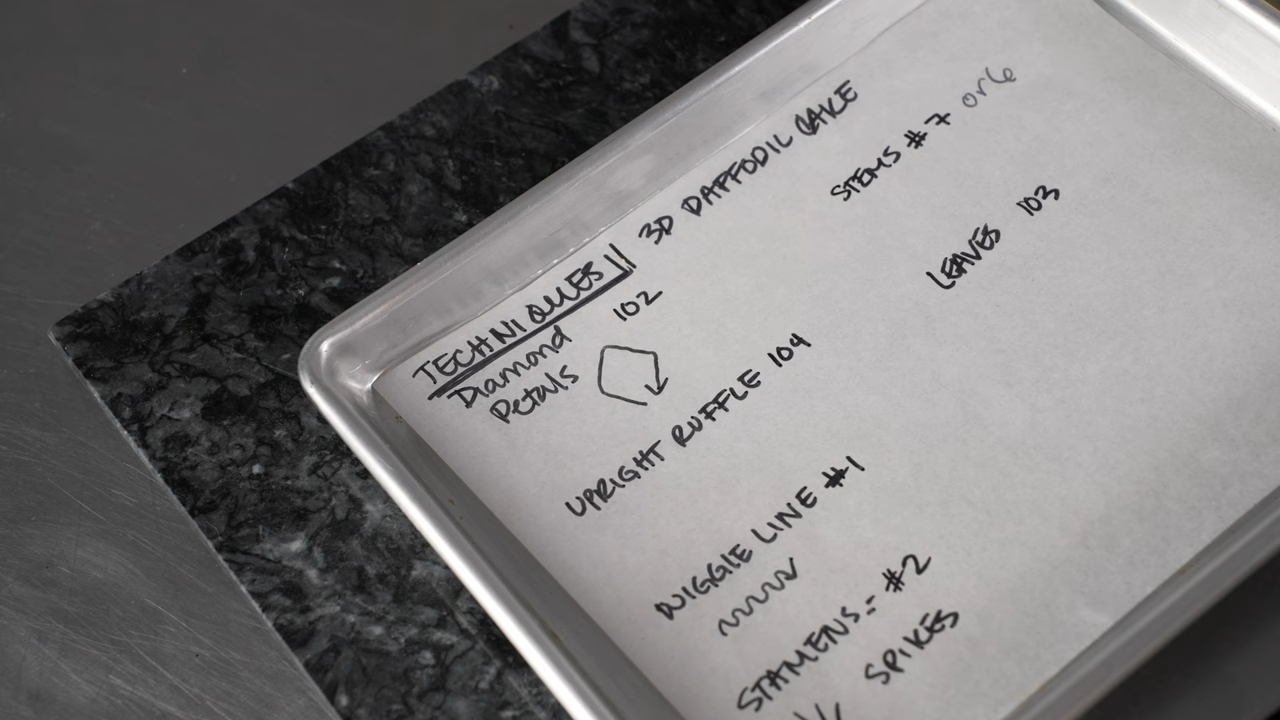 TECHNIQUES || 3D DAFFODIL CAKE
Diamond 102
Petals
UPRIGHT RUFFLE 104
WIGGLE LINE #1
STAMENS - #2
SPIKES
STEMS #7 or 6
LEAVES 103